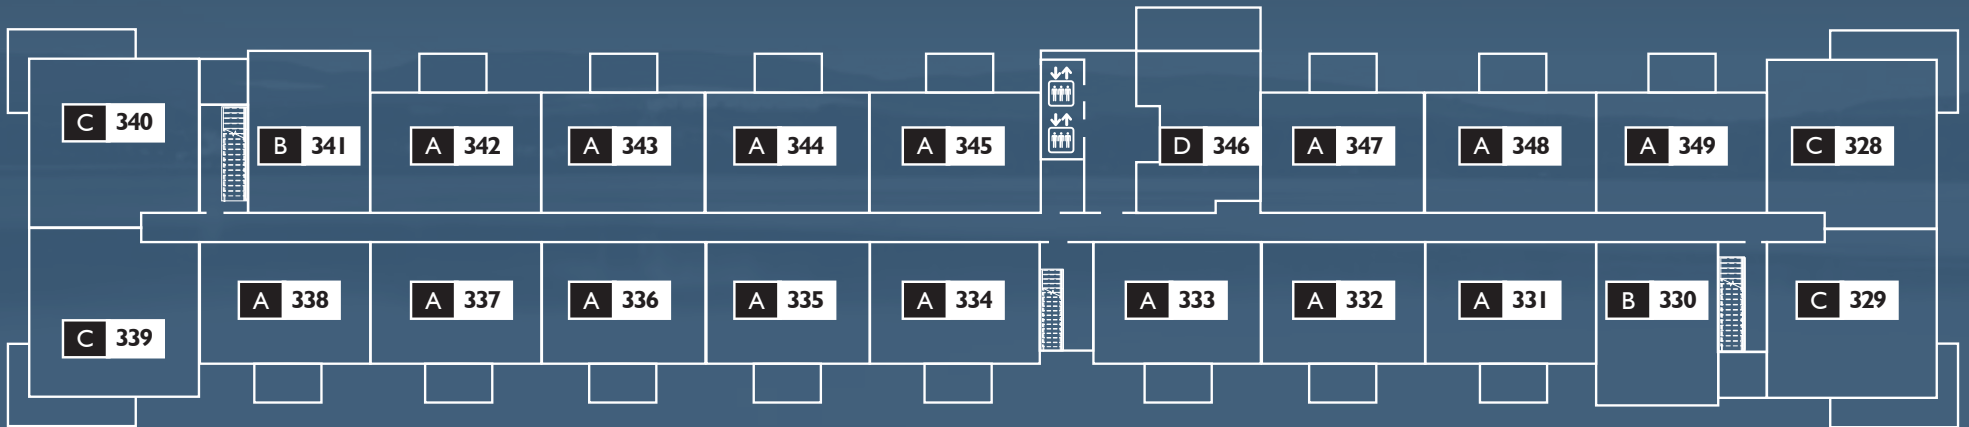 C 340
B 341
A 342
A 343
A 344
A 345
D 346
A 347
A 348
A 349
C 328
C 339
A 338
A 337
A 336
A 335
A 334
A 333
A 332
A 331
B 330
C 329